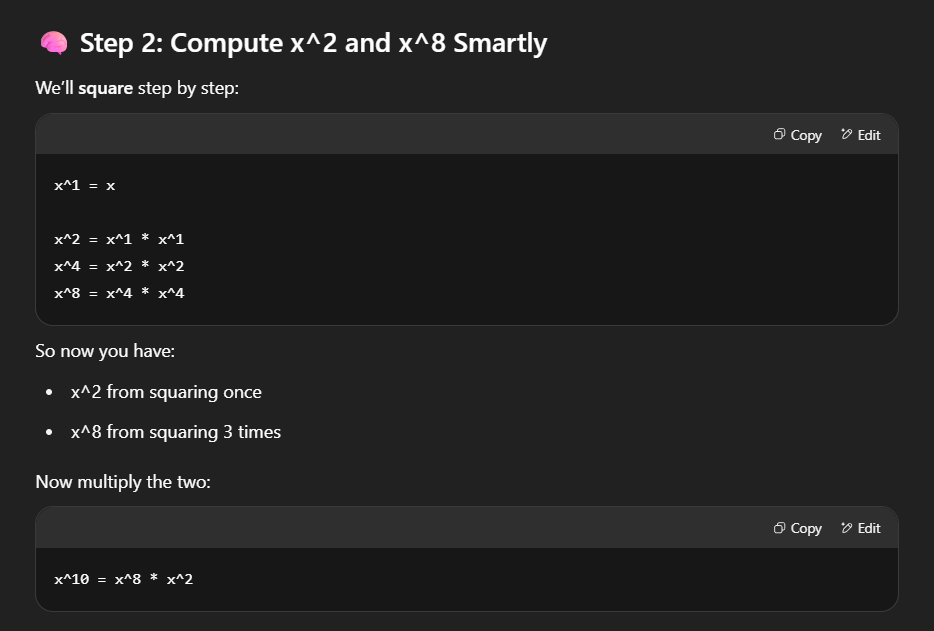 🧠 Step 2: Compute x^2 and x^8 Smartly
We'll square step by step:
Copy Edit
x^1 = x
x^2 = x^1 * x^1
x^4 = x^2 * x^2
x^8 = x^4 * x^4
So now you have:
• x^2 from squaring once
• x^8 from squaring 3 times
Now multiply the two:
Copy Edit
x^10 = x^8 * x^2